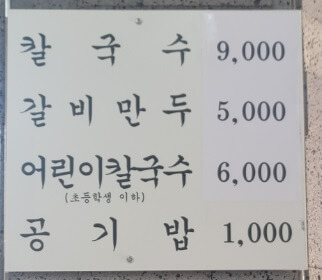 칼국수 9,000
갈비만두 5,000
어린이칼국수 6,000
(초등학생 이하)
공기밥 1,000